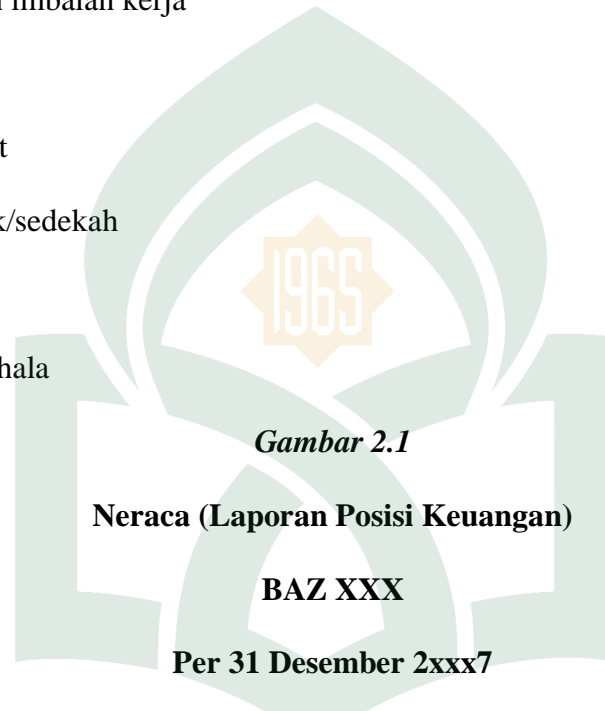 imbalan kerja
t
k/sedekah
1965
hala
Gambar 2.1
Neraca (Laporan Posisi Keuangan)
BAZ XXX
Per 31 Desember 2xxx7